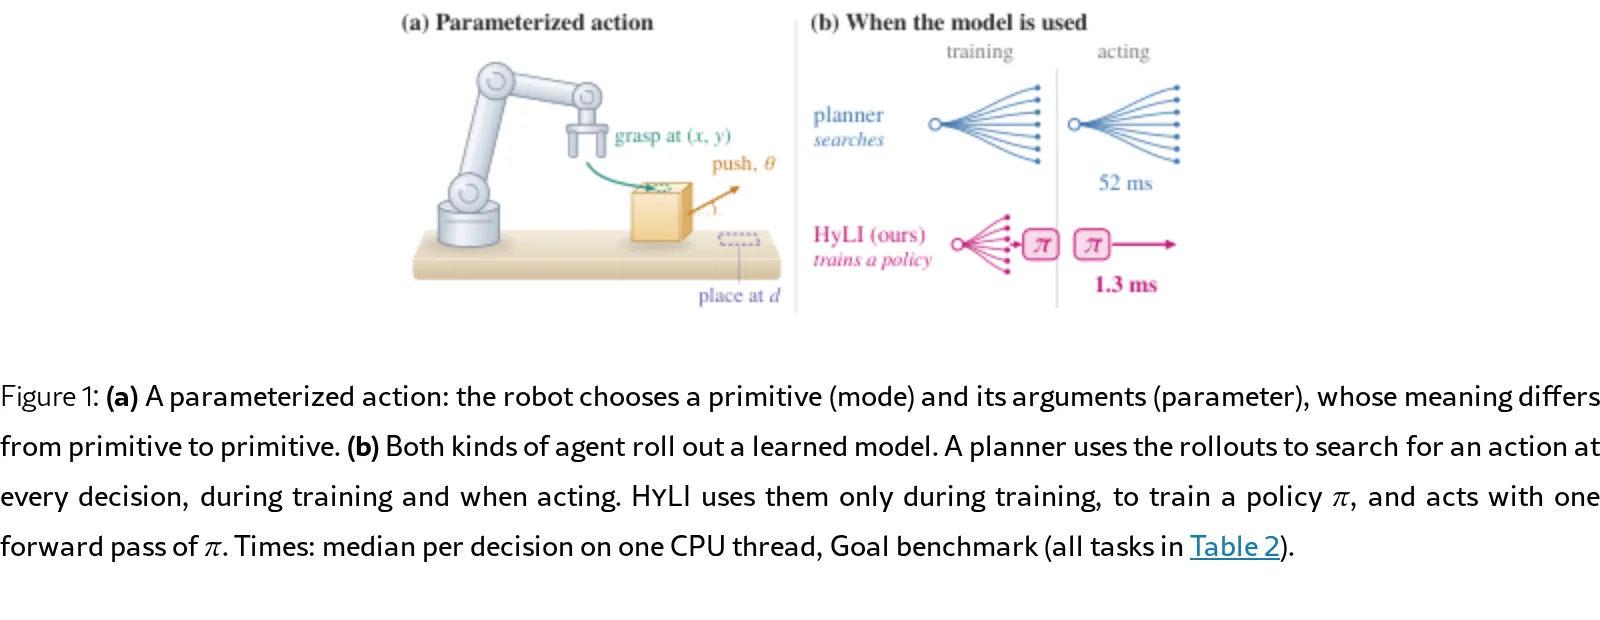 (a) Parameterized action
grasp at (x, y)
push, θ
place at d
(b) When the model is used
training acting
planner
searches
52 ms
HyLI (ours)
trains a policy
π π
1.3 ms
Figure 1: (a) A parameterized action: the robot chooses a primitive (mode) and its arguments (parameter), whose meaning differs
from primitive to primitive. (b) Both kinds of agent roll out a learned model. A planner uses the rollouts to search for an action at
every decision, during training and when acting. HYLI uses them only during training, to train a policy π, and acts with one
forward pass of π. Times: median per decision on one CPU thread, Goal benchmark (all tasks in Table 2).